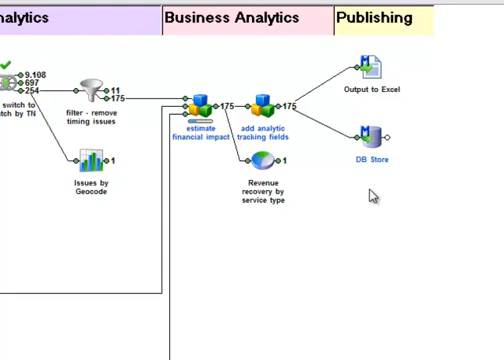 nalytics
Business Analytics
Publishing
9.108
697
254
switch to
tch by TN
11
175
filter - remove
timing issues
1
Issues by
Geocode
175
estimate
financial impact
175
add analytic
tracking fields
1
Revenue
recovery by
service type
M
Output to Excel
M
DB Store